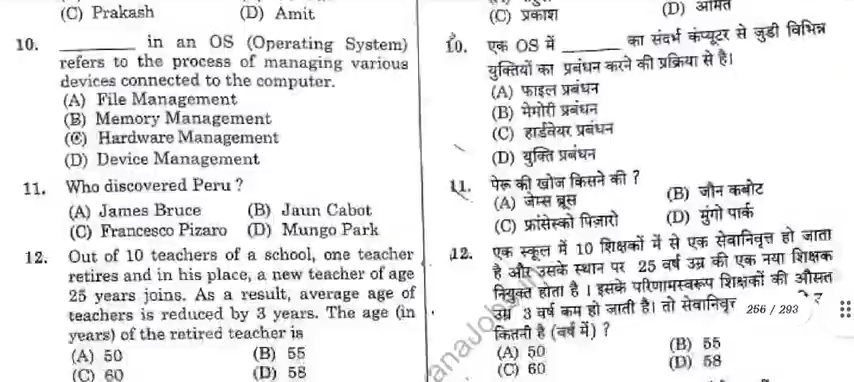 (C) Prakash (D) Amit
10. ________ in an OS (Operating System)
refers to the process of managing various
devices connected to the computer.
(A) File Management
(B) Memory Management
(C) Hardware Management
(D) Device Management
11. Who discovered Peru ?
(A) James Bruce (B) Jaun Cabot
(C) Francesco Pizaro (D) Mungo Park
12. Out of 10 teachers of a school, one teacher
retires and in his place, a new teacher of age
25 years joins. As a result, average age of
teachers is reduced by 3 years. The age (in
years) of the retired teacher is
(A) 50 (B) 55
(C) 60 (D) 58
(C) प्रकाश (D) अमित
10. एक OS में ________ का संदर्भ कंप्यूटर से जुडी विभिन्न
युक्तियों का प्रबंधन करने की प्रक्रिया से है।
(A) फाइल प्रबंधन
(B) मेमोरी प्रबंधन
(C) हार्डवेयर प्रबंधन
(D) युक्ति प्रबंधन
11. पेरू की खोज किसने की ?
(A) जेम्स ब्रूस (B) जौन कबोट
(C) फ्रांसेस्को पिज़ारो (D) मुंगो पार्क
12. एक स्कूल में 10 शिक्षकों में से एक सेवानिवृत्त हो जाता
है और उसके स्थान पर 25 वर्ष उम्र की एक नया शिक्षक
नियुक्त होता है । इसके परिणामस्वरूप शिक्षकों की औसत
उम्र 3 वर्ष कम हो जाती है। तो
कितनी है (वर्ष में) ?
(A) 50 (B) 55
(C) 60 (D) 58
256 / 293